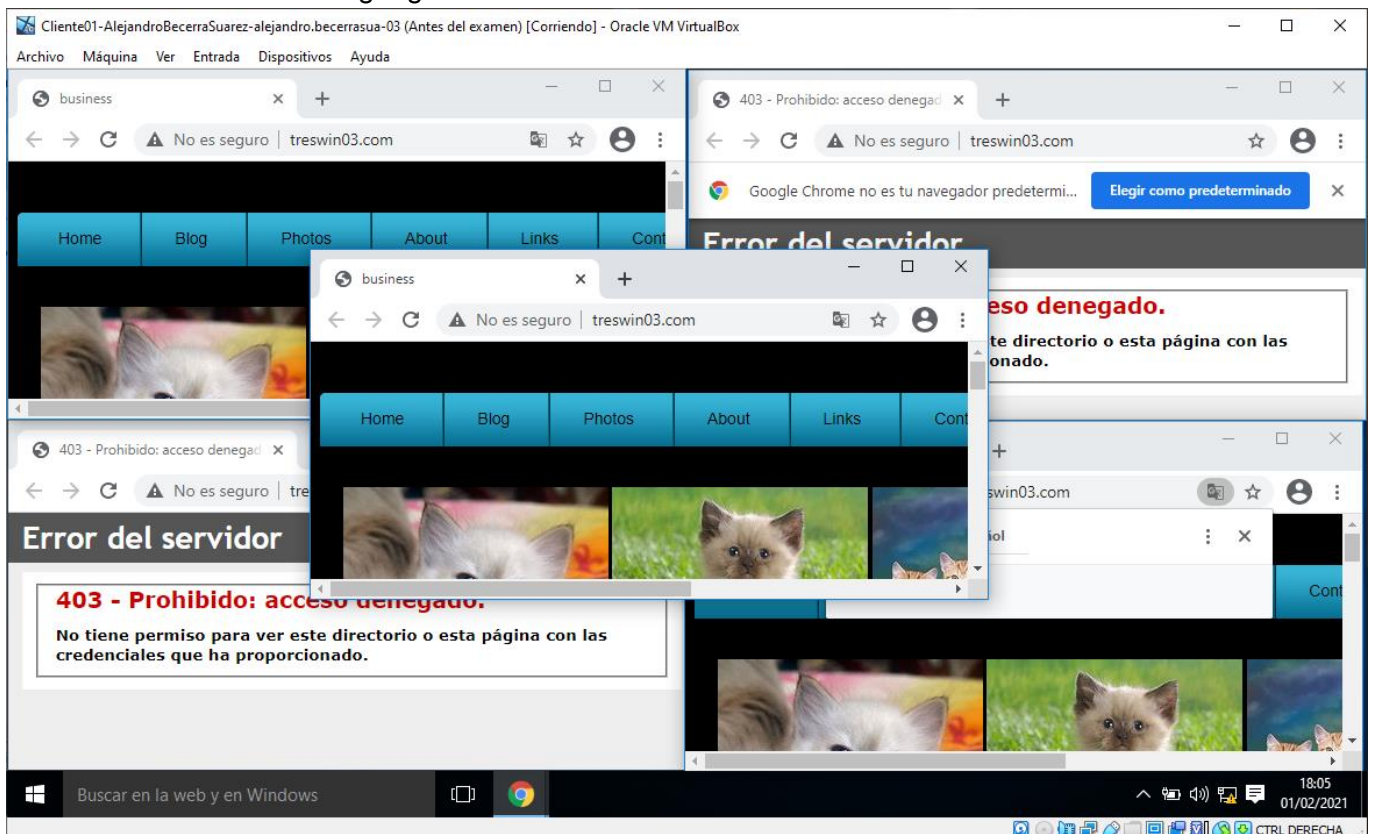 Cliente01-AlejandroBecerraSuarez-alejandro.becerrasua-03 (Antes del examen) [Corriendo] - Oracle VM VirtualBox
Archivo Máquina Ver Entrada Dispositivos Ayuda
business
No es seguro | treswin03.com
Home Blog Photos About Links Cont
403 - Prohibido: acceso denegad
No es seguro | treswin03.com
Google Chrome no es tu navegador predetermi... Elegir como predeterminado
Error del servidor
eso denegado.
te directorio o esta página con las
onado.
business
No es seguro | treswin03.com
Home Blog Photos About Links Cont
403 - Prohibido: acceso denegad
No es seguro | tre
Error del servidor
403 - Prohibido: acceso denegado.
No tiene permiso para ver este directorio o esta página con las
credenciales que ha proporcionado.
swin03.com
ñol
Cont
Buscar en la web y en Windows
18:05
01/02/2021
CTRL DERECHA